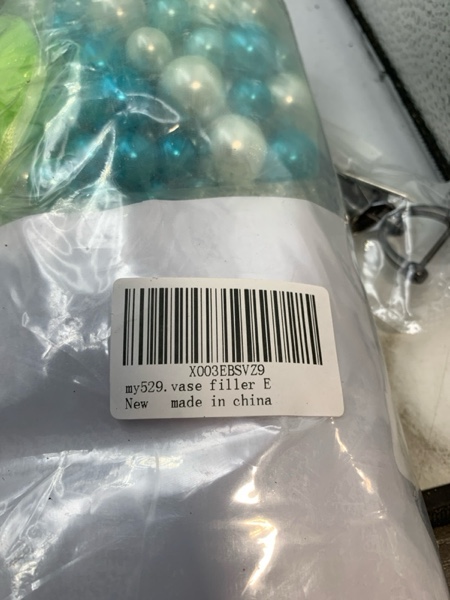 X003EBSVZ9
my529.vase filler E
New made in china